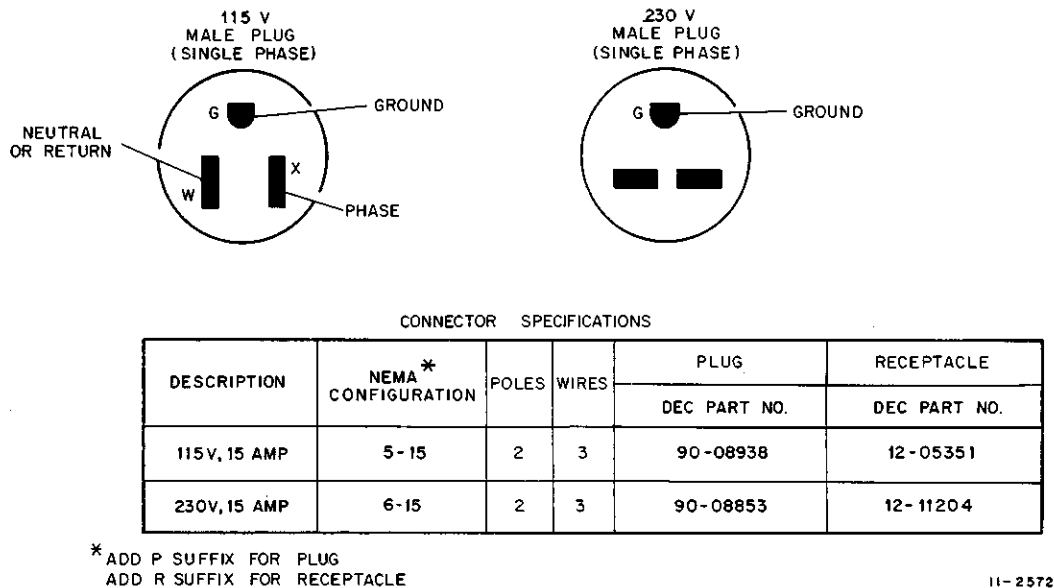 115 V
MALE PLUG
(SINGLE PHASE)
G
GROUND
NEUTRAL
OR RETURN
W
X
PHASE
230 V
MALE PLUG
(SINGLE PHASE)
G
GROUND
CONNECTOR SPECIFICATIONS
DESCRIPTION NEMA* CONFIGURATION POLES WIRES PLUG RECEPTACLE
DEC PART NO. DEC PART NO.
115V, 15 AMP 5-15 2 3 90-08938 12-05351
230V, 15 AMP 6-15 2 3 90-08853 12-11204
* ADD P SUFFIX FOR PLUG
ADD R SUFFIX FOR RECEPTACLE
11-2572